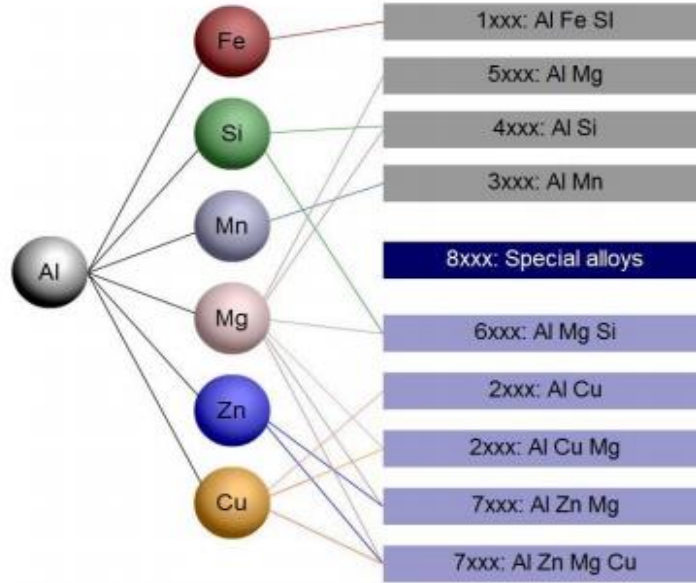 Fe
1xxx: Al Fe SI
5xxx: Al Mg
Si
4xxx: Al Si
3xxx: Al Mn
Mn
Al
8xxx: Special alloys
Mg
6xxx: Al Mg Si
2xxx: Al Cu
Zn
2xxx: Al Cu Mg
Cu
7xxx: Al Zn Mg
7xxx: Al Zn Mg Cu